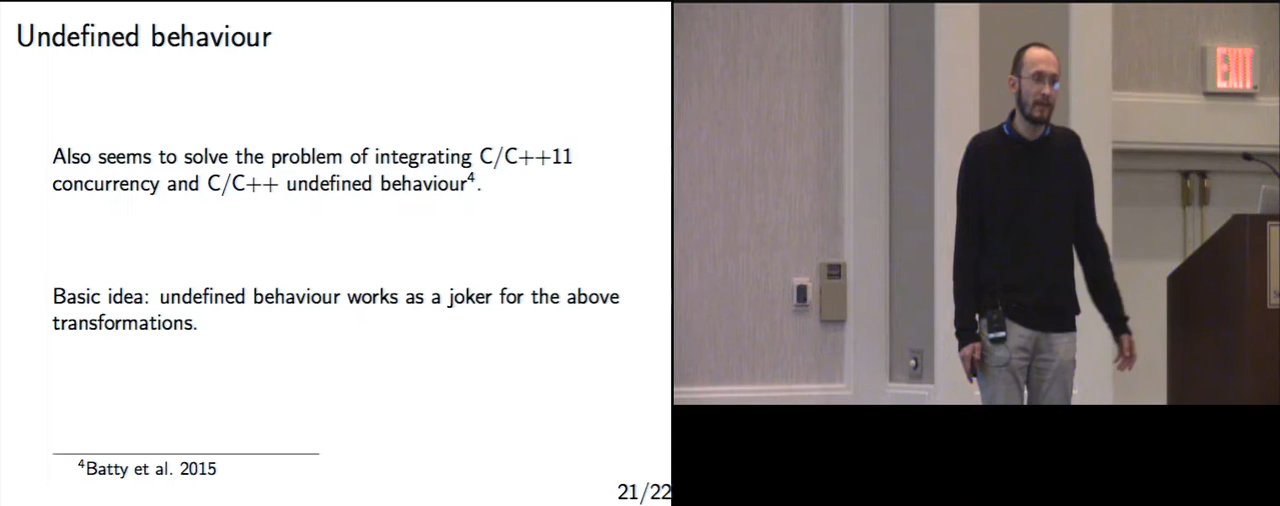 Undefined behaviour
Also seems to solve the problem of integrating C/C++11
concurrency and C/C++ undefined behaviour⁴.
Basic idea: undefined behaviour works as a joker for the above
transformations.
⁴Batty et al. 2015
21/22
EXIT